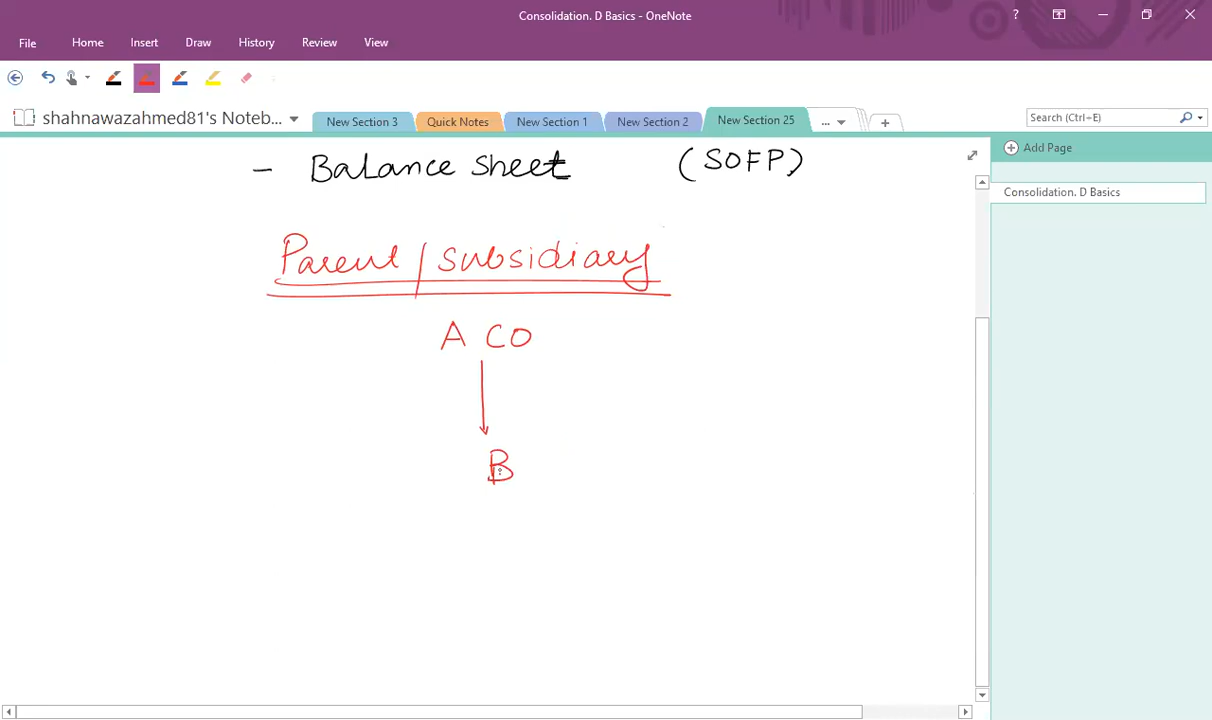 Consolidation. D Basics - OneNote
?
File Home Insert Draw History Review View
shahnawazahmed81's Noteb... New Section 3 Quick Notes New Section 1 New Section 2 New Section 25 ... + Search (Ctrl+E)
Add Page
Consolidation. D Basics
- Balance Sheet (SOFP)
Parent / subsidiary
A CO
B